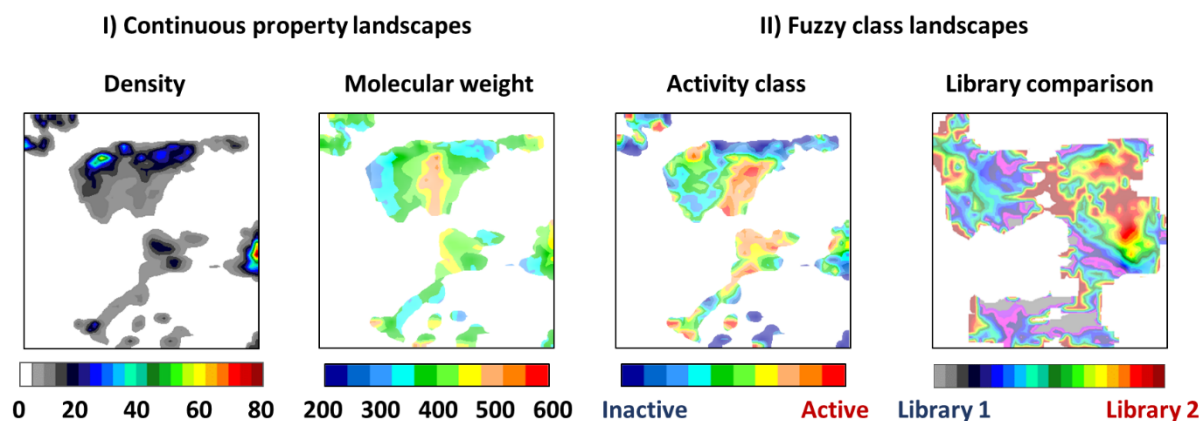 I) Continuous property landscapes
II) Fuzzy class landscapes
Density
Molecular weight
Activity class
Library comparison
0 20 40 60 80
200 300 400 500 600
Inactive Active
Library 1 Library 2